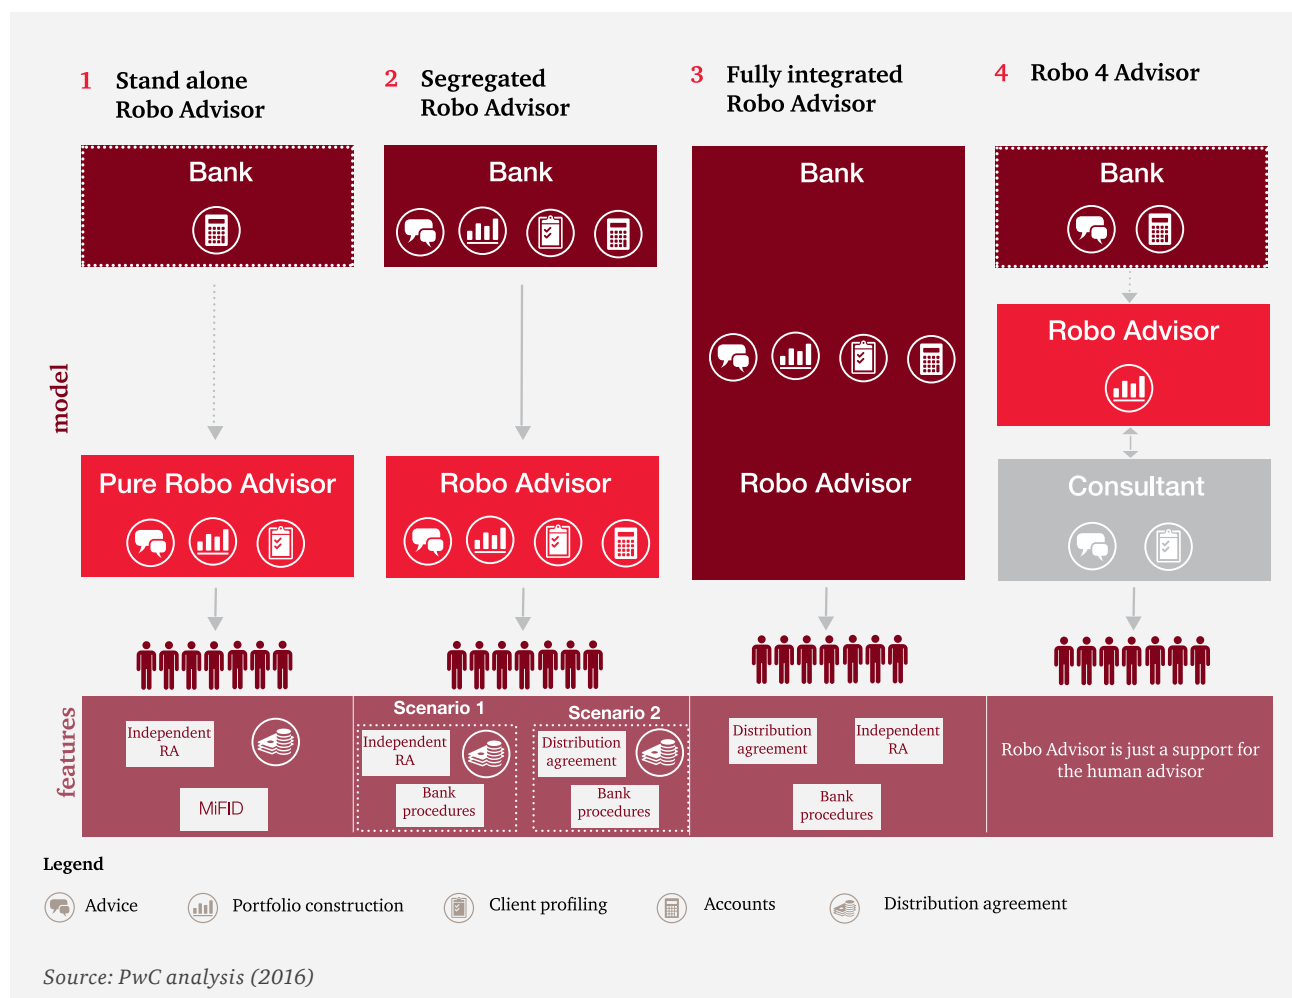 1 Stand alone
Robo Advisor
2 Segregated
Robo Advisor
3 Fully integrated
Robo Advisor
4 Robo 4 Advisor
model
Bank
Pure Robo Advisor
Bank
Robo Advisor
Bank
Robo Advisor
Bank
Robo Advisor
Consultant
features
Independent
RA
MiFID
Scenario 1
Independent
RA
Bank
procedures
Scenario 2
Distribution
agreement
Bank
procedures
Distribution
agreement
Independent
RA
Bank
procedures
Robo Advisor is just a support for
the human advisor
Legend
Advice
Portfolio construction
Client profiling
Accounts
Distribution agreement
Source: PwC analysis (2016)